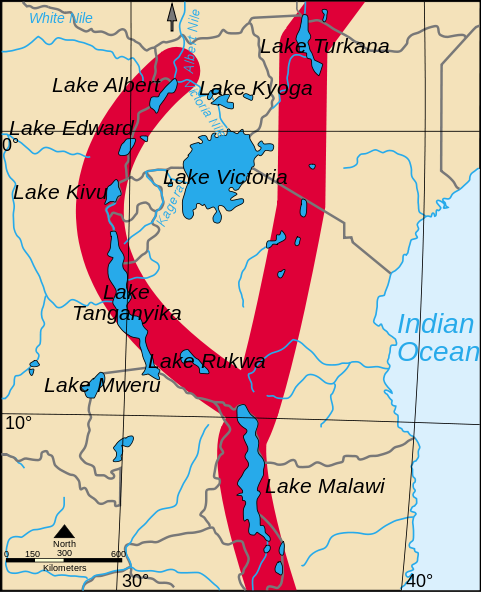 White Nile
Albert Nile
Lake Turkana
Lake Albert
Lake Kyoga
Victoria Nile
Lake Edward
0°
Lake Victoria
Lake Kivu
Kagera
Lake
Tanganyika
Indian
Ocean
Lake Rukwa
Lake Mweru
10°
Lake Malawi
North
0 150 300 600
Kilometers
30°
40°